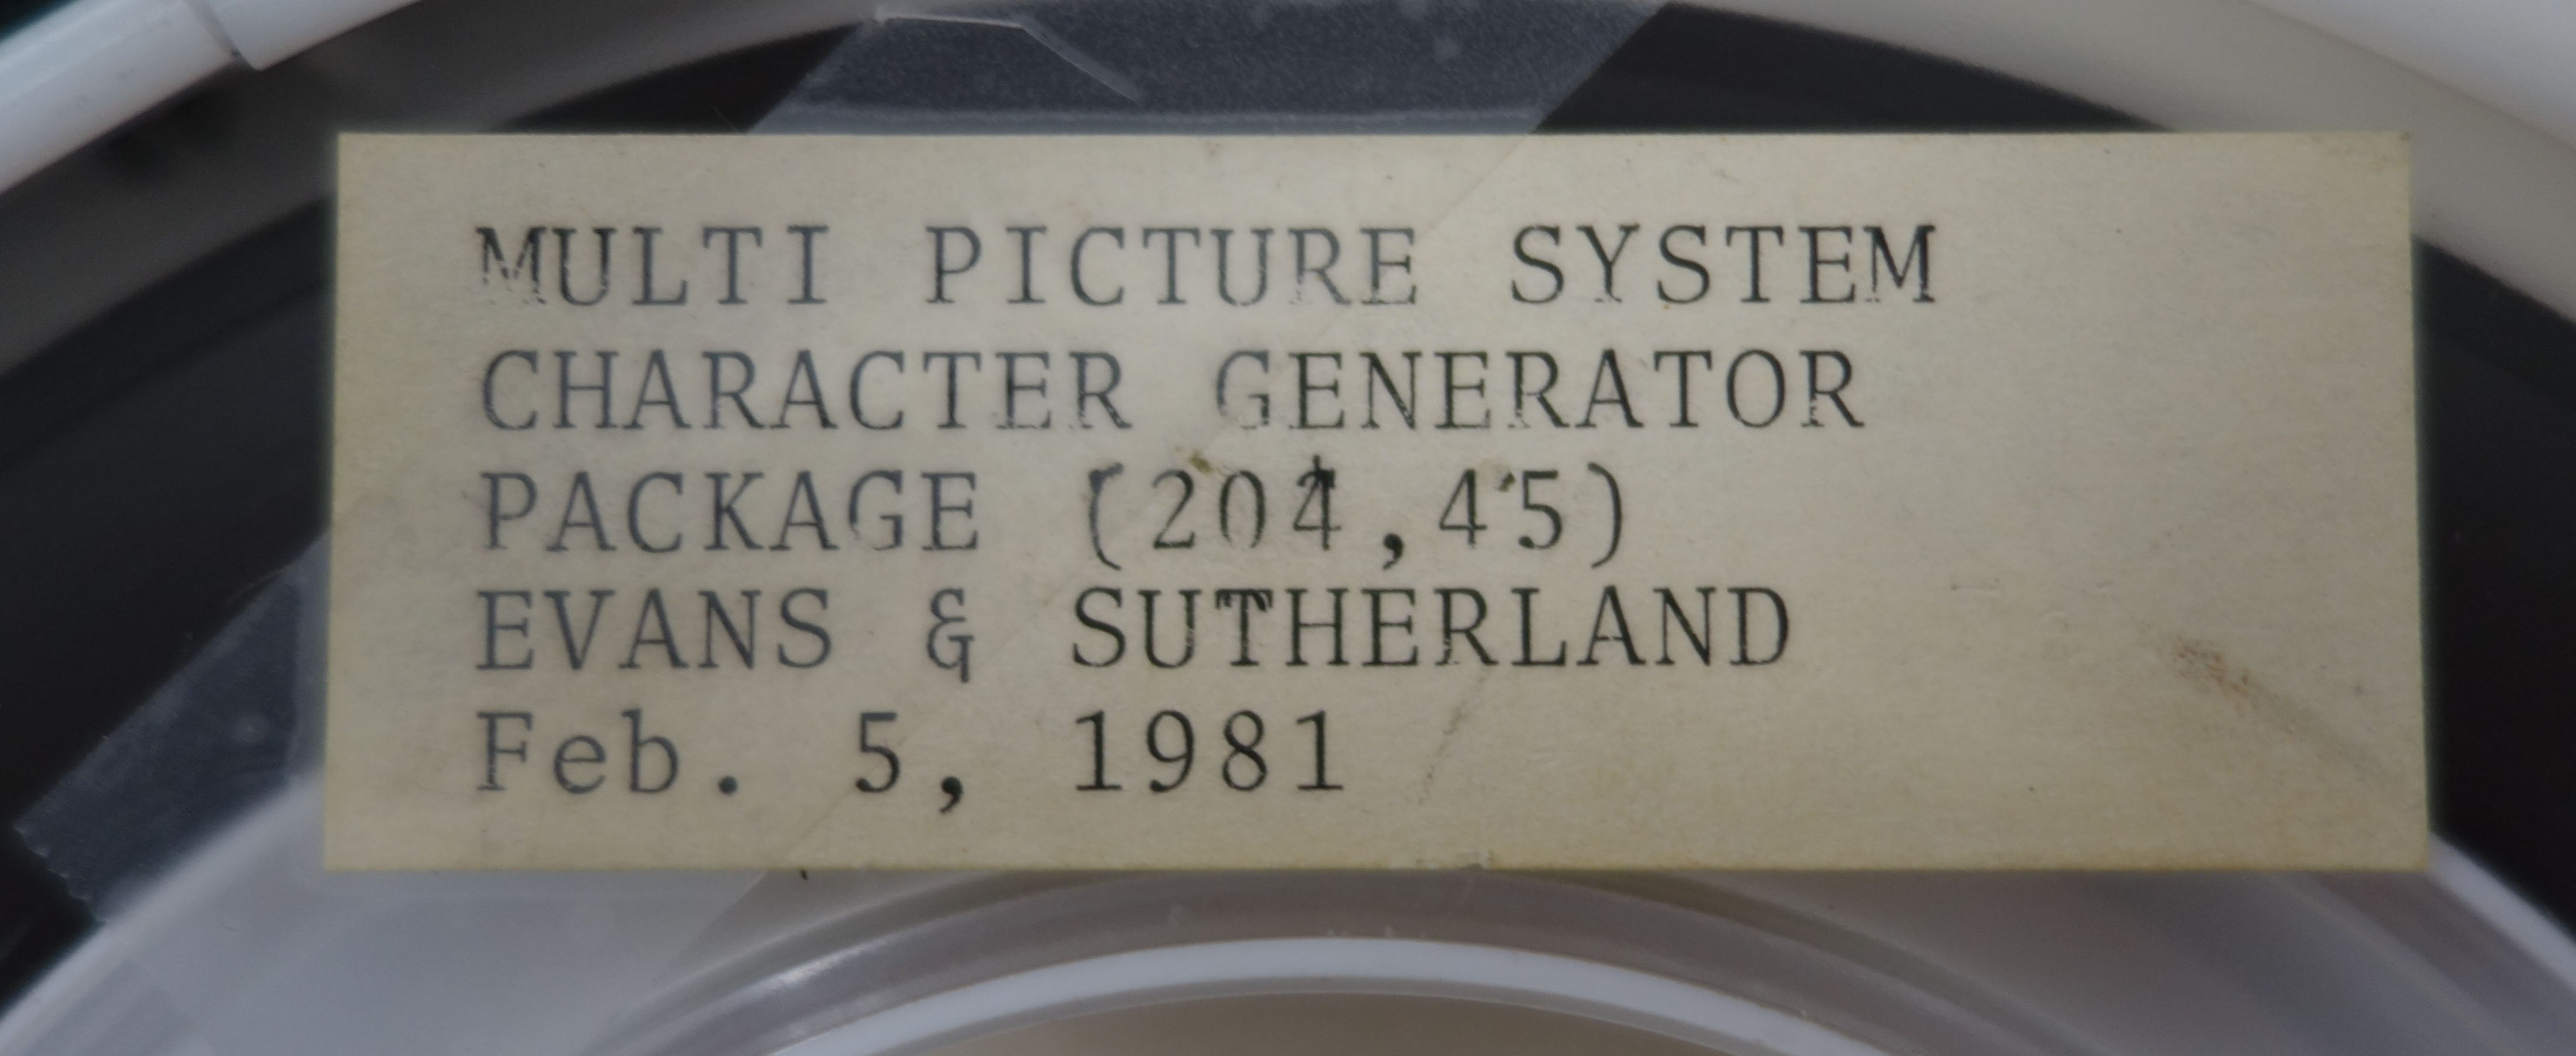 MULTI PICTURE SYSTEM
CHARACTER GENERATOR
PACKAGE (204,45)
EVANS & SUTHERLAND
Feb. 5, 1981